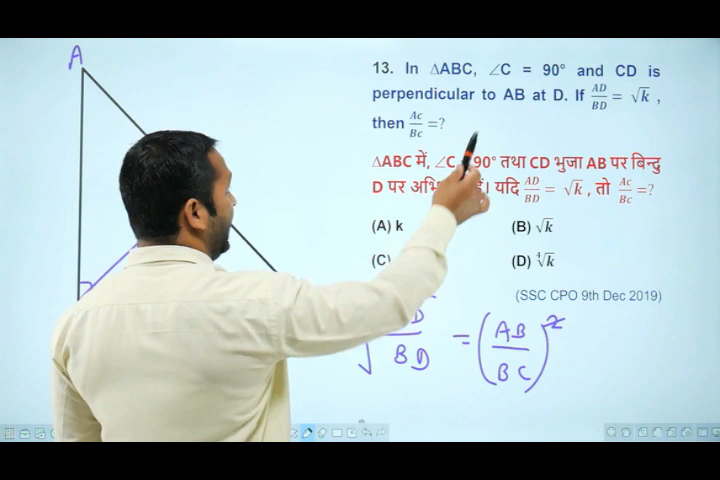 A
13. In ΔABC, ∠C = 90° and CD is
perpendicular to AB at D. If AD/BD = √k ,
then Ac/Bc =?
ΔABC में, ∠C 90° तथा CD भुजा AB पर बिन्दु
D पर हैं। यदि AD/BD = √k , तो Ac/Bc =?
(A) k (B) √k
(D) ∜k
(SSC CPO 9th Dec 2019)
BD = (AB/BC)²